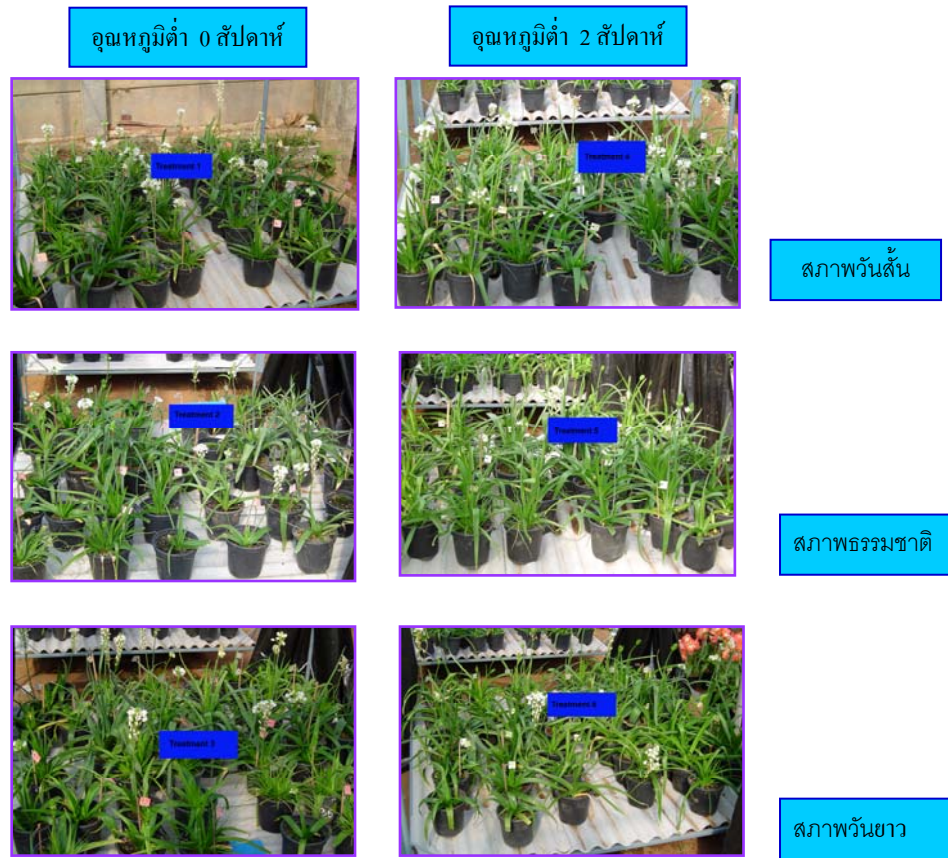 อุณหภูมิต่ำ 0 สัปดาห์
อุณหภูมิต่ำ 2 สัปดาห์
Treatment 1
Treatment 4
สภาพวันสั้น
Treatment 2
Treatment 5
สภาพธรรมชาติ
Treatment 3
Treatment 6
สภาพวันยาว